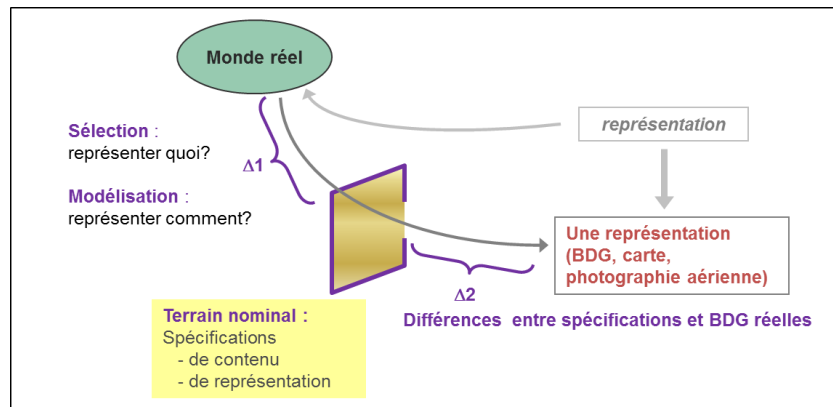 Monde réel
Sélection :
représenter quoi?
Δ1
Modélisation :
représenter comment?
représentation
Une représentation
(BDG, carte,
photographie aérienne)
Δ2
Différences entre spécifications et BDG réelles
Terrain nominal :
Spécifications
- de contenu
- de représentation